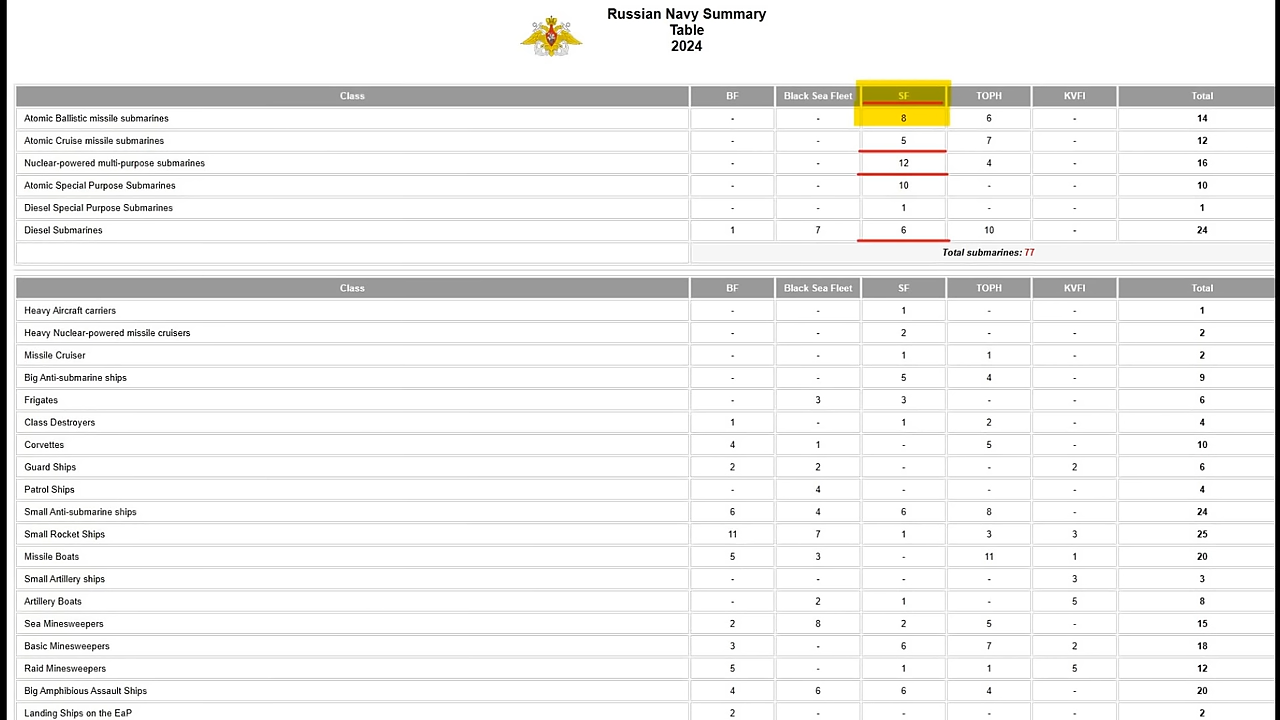 Russian Navy Summary
Table
2024
Class BF Black Sea Fleet SF TOPH KVFI Total
Atomic Ballistic missile submarines - - 8 6 - 14
Atomic Cruise missile submarines - - 5 7 - 12
Nuclear-powered multi-purpose submarines - - 12 4 - 16
Atomic Special Purpose Submarines - - 10 - - 10
Diesel Special Purpose Submarines - - 1 - - 1
Diesel Submarines 1 7 6 10 - 24
Total submarines: 77
Class BF Black Sea Fleet SF TOPH KVFI Total
Heavy Aircraft carriers - - 1 - - 1
Heavy Nuclear-powered missile cruisers - - 2 - - 2
Missile Cruiser - - 1 1 - 2
Big Anti-submarine ships - - 5 4 - 9
Frigates - 3 3 - - 6
Class Destroyers 1 - 1 2 - 4
Corvettes 4 1 - 5 - 10
Guard Ships 2 2 - - 2 6
Patrol Ships - 4 - - - 4
Small Anti-submarine ships 6 4 6 8 - 24
Small Rocket Ships 11 7 1 3 3 25
Missile Boats 5 3 - 11 1 20
Small Artillery ships - - - - 3 3
Artillery Boats - 2 1 - 5 8
Sea Minesweepers 2 8 2 5 - 15
Basic Minesweepers 3 - 6 7 2 18
Raid Minesweepers 5 - 1 1 5 12
Big Amphibious Assault Ships 4 6 6 4 - 20
Landing Ships on the EaP 2 - - - - 2